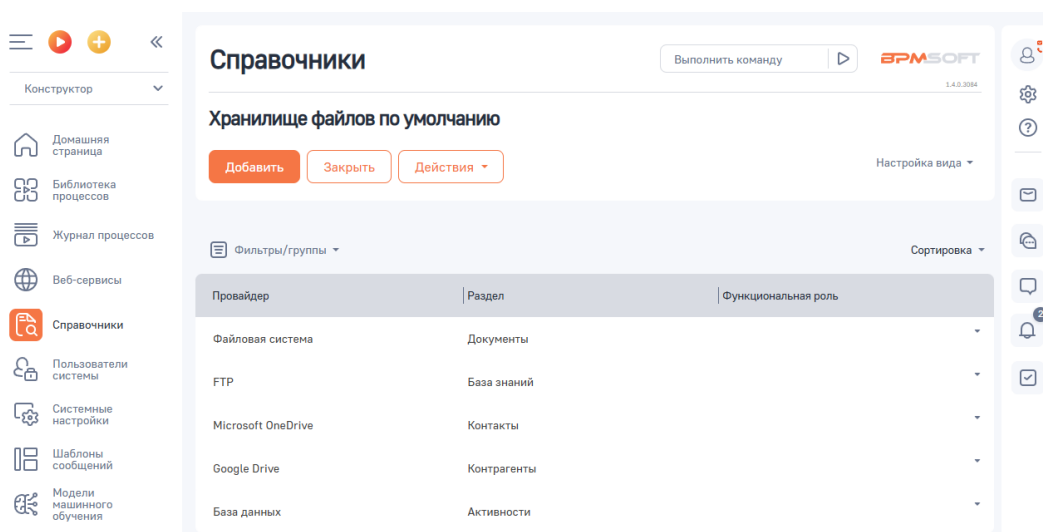 Справочники
Выполнить команду
BPMSOFT
1.4.0.3084
Конструктор
Хранилище файлов по умолчанию
Добавить
Закрыть
Действия
Настройка вида
Домашняя
страница
Библиотека
процессов
Журнал процессов
Веб-сервисы
Справочники
Пользователи
системы
Системные
настройки
Шаблоны
сообщений
Модели
машинного
обучения
Фильтры/группы
Сортировка
Провайдер Раздел Функциональная роль
Файловая система Документы
FTP База знаний
Microsoft OneDrive Контакты
Google Drive Контрагенты
База данных Активности
2